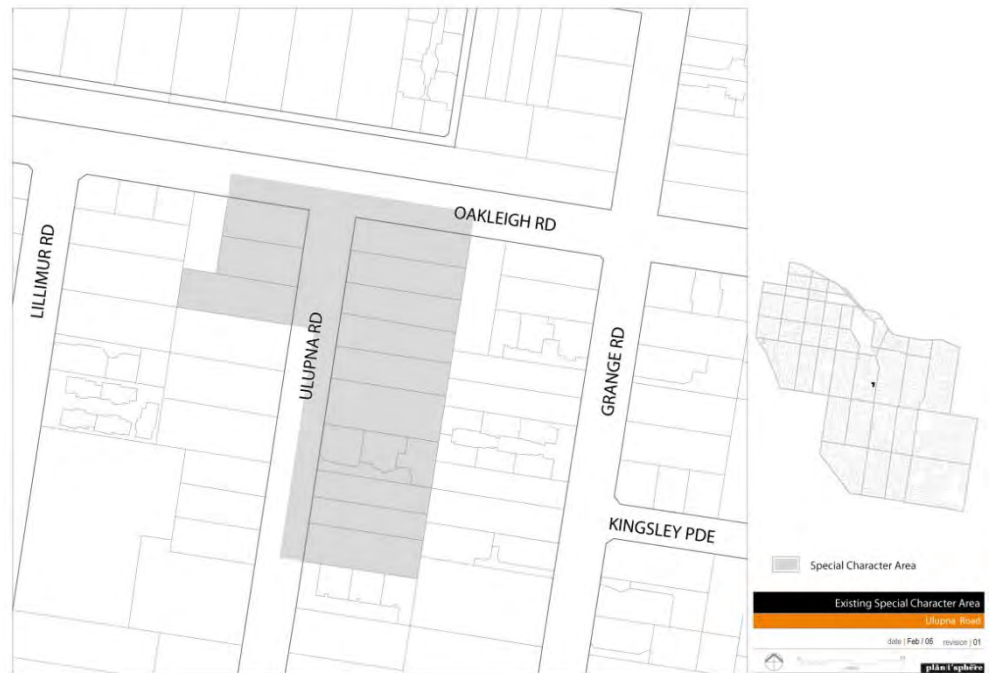 OAKLEIGH RD
LILLIMUR RD
ULUPNA RD
GRANGE RD
KINGSLEY PDE
Special Character Area
Existing Special Character Area
Ulupna Road
date | Feb / 06 revision | 01
plan i'sphere